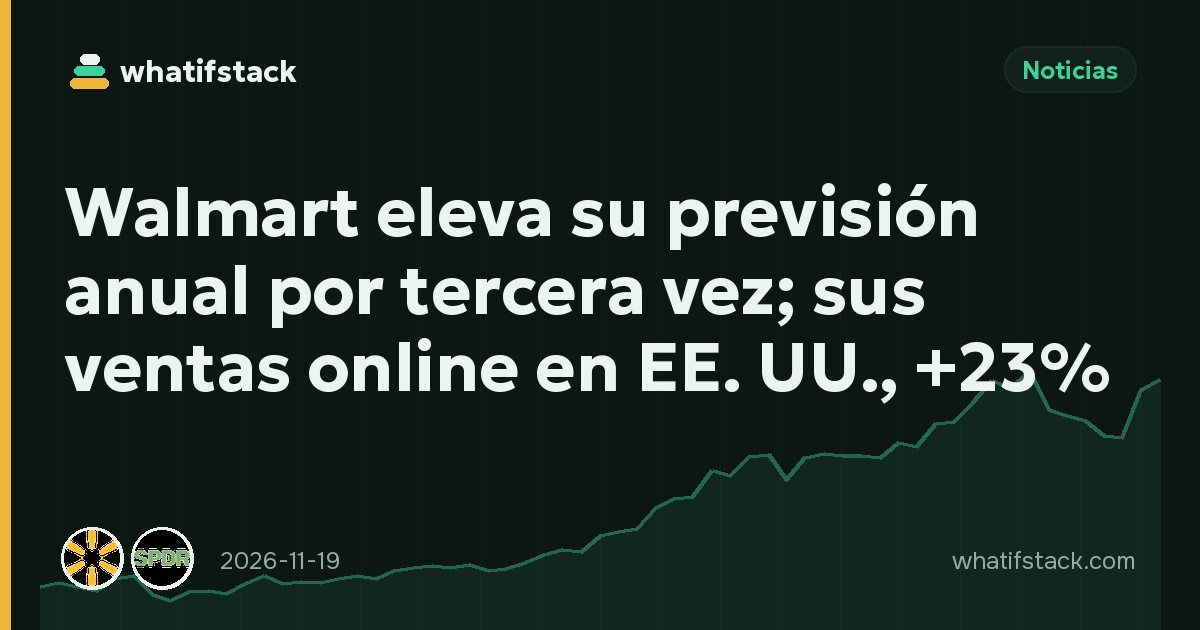 whatifstack
Noticias
Walmart eleva su previsión
anual por tercera vez; sus
ventas online en EE. UU., +23%
SPDR
2026-11-19
whatifstack.com